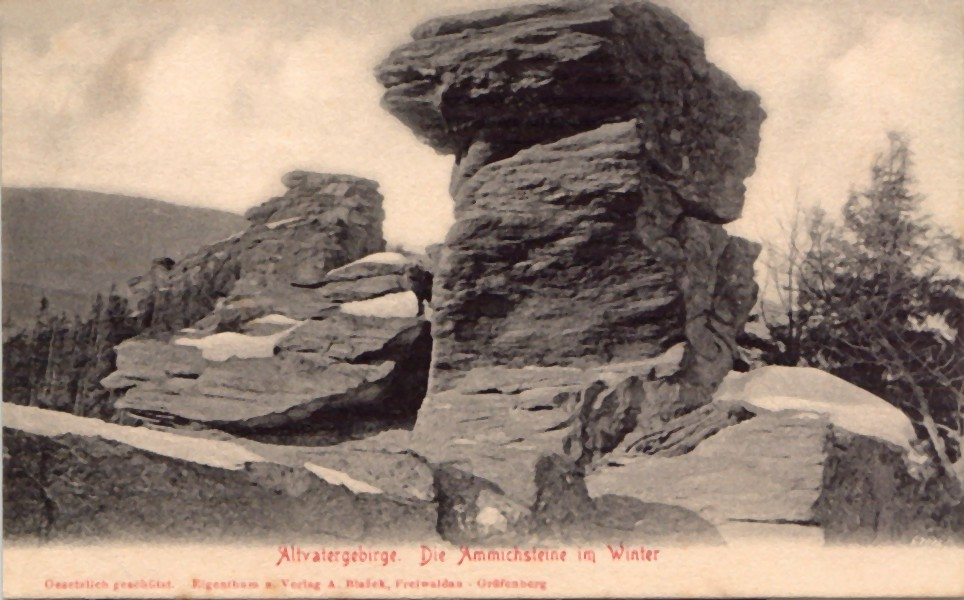 Altvatergebirge. Die Ammichsteine im Winter
Gesetzlich geschützt. Eigenthum u. Verlag A. Blažek, Freiwaldau - Gräfenberg